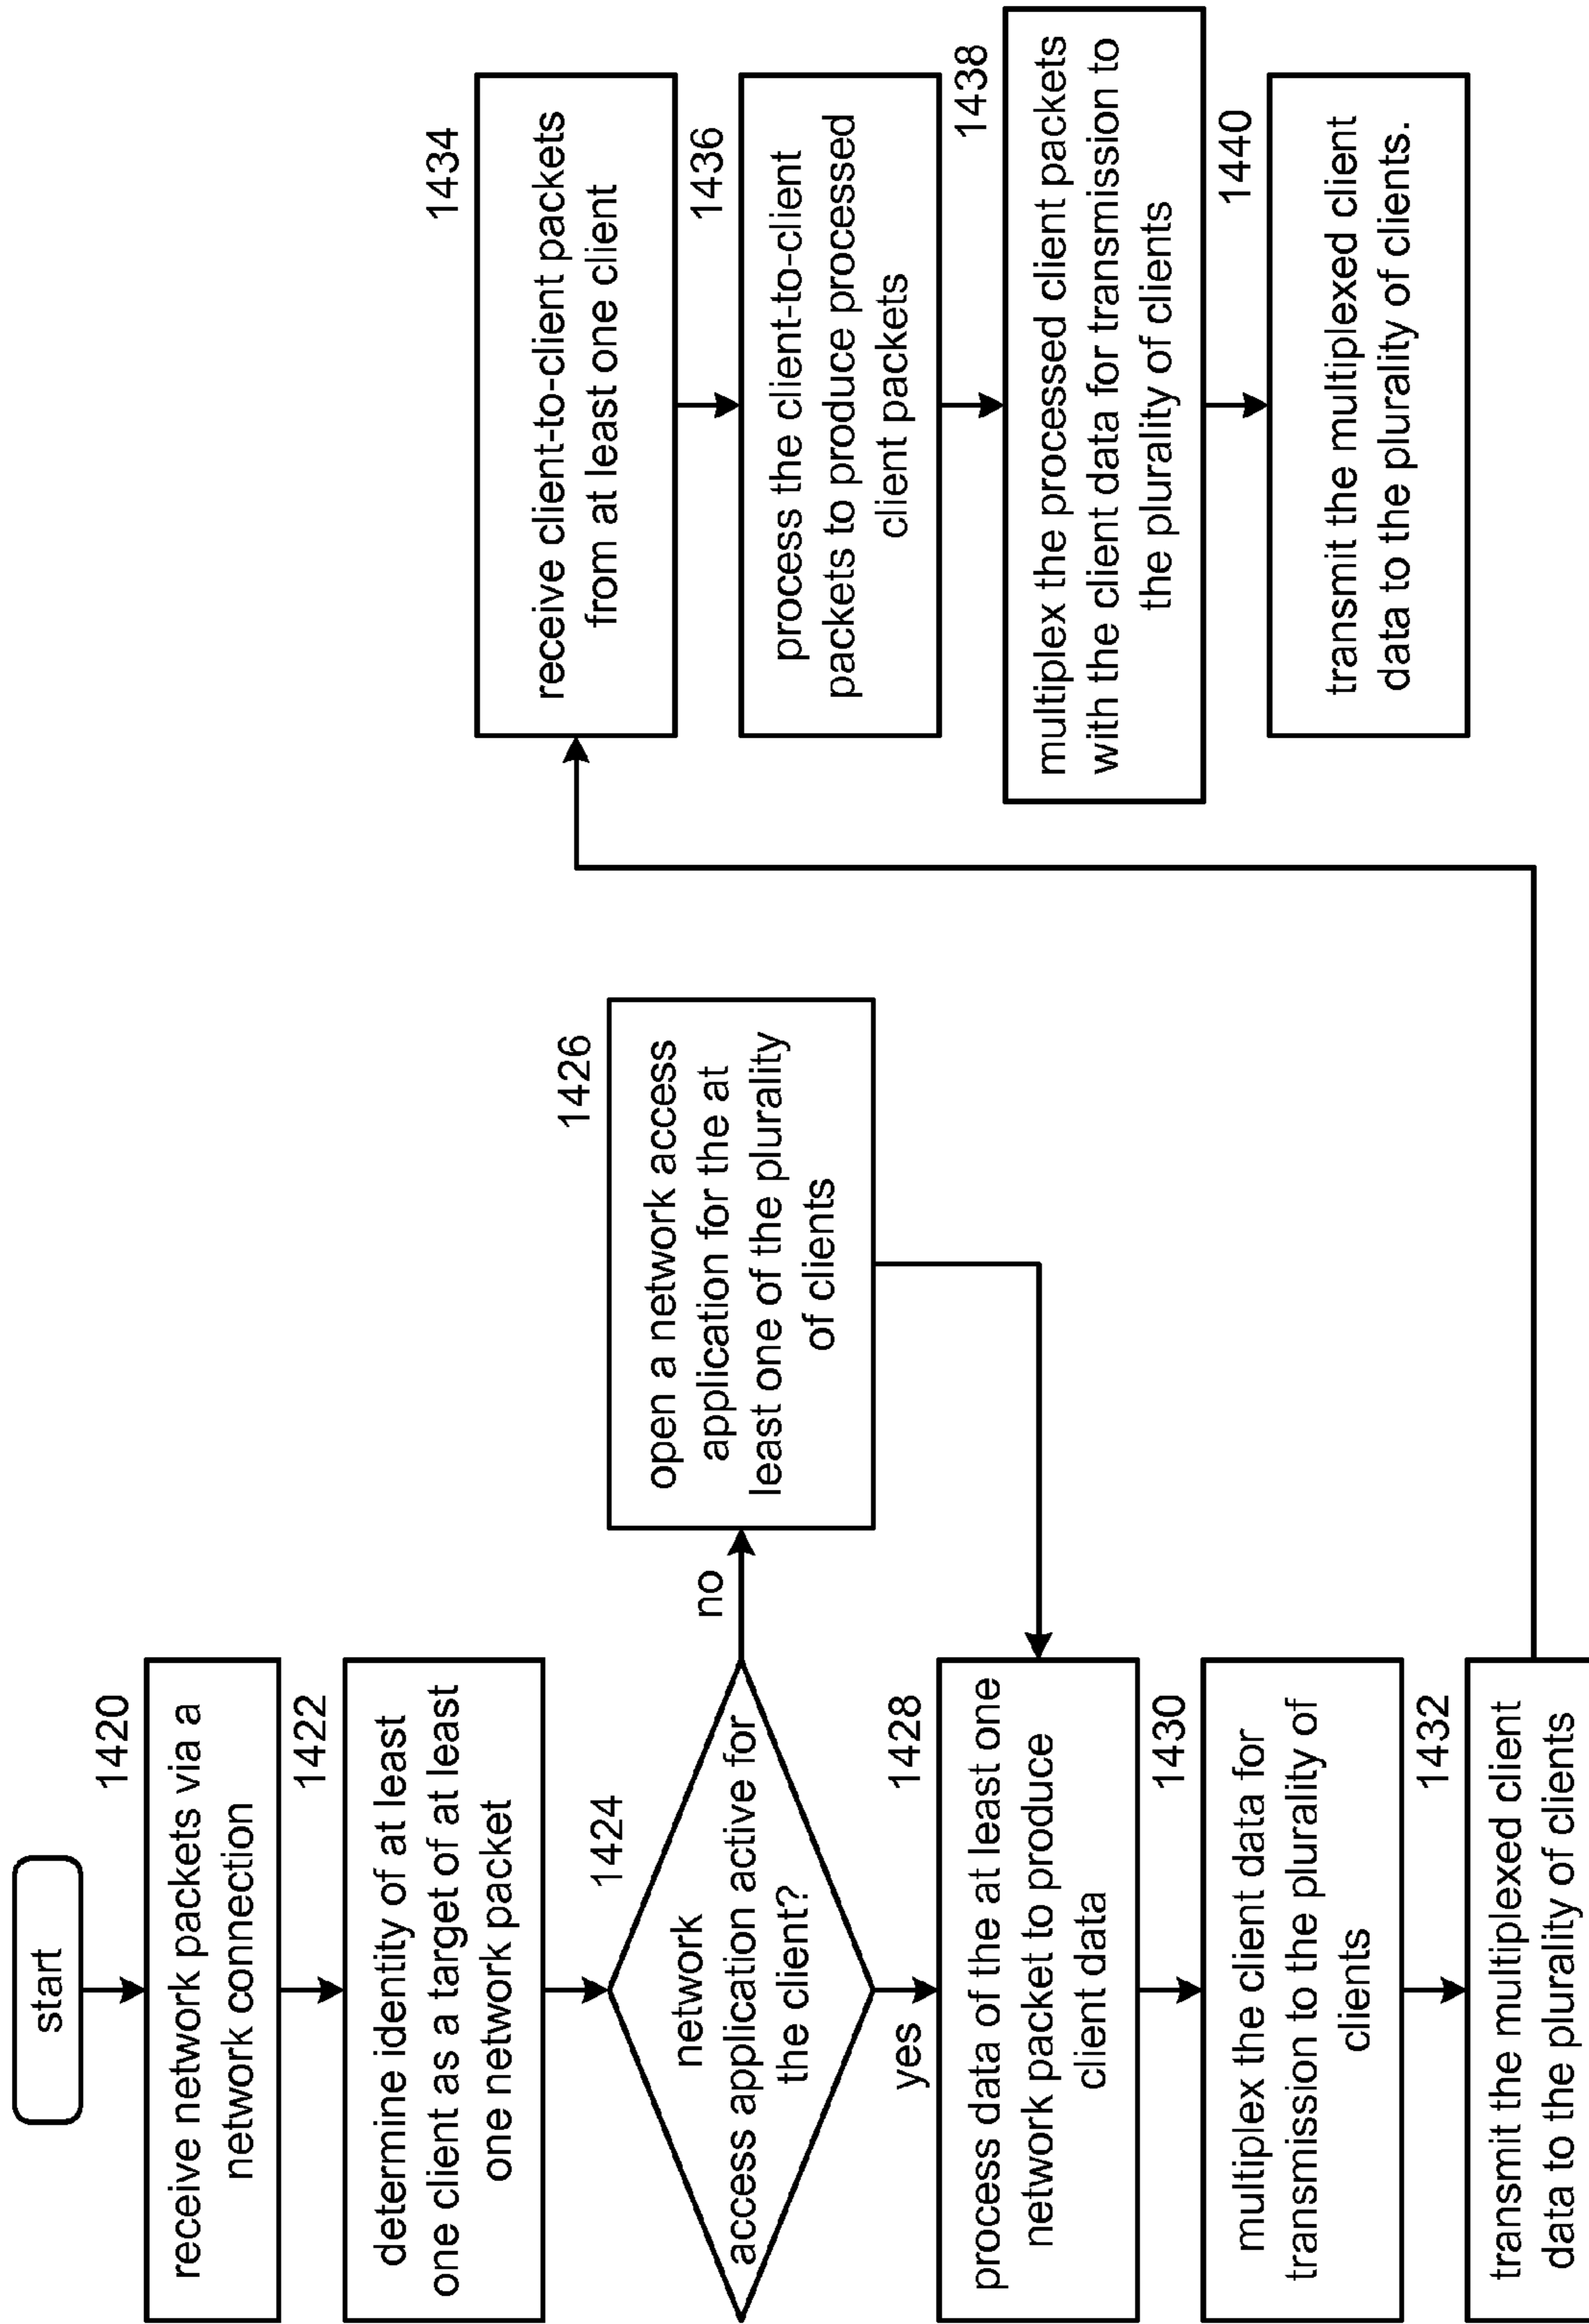 start
1420
receive network packets via a
network connection
1422
determine identity of at least
one client as a target of at least
one network packet
1424
network
access application active for
the client?
no
1426
open a network access
application for the at
least one of the plurality
of clients
yes
1428
process data of the at least one
network packet to produce
client data
1430
multiplex the client data for
transmission to the plurality of
clients
1432
transmit the multiplexed client
data to the plurality of clients
1434
receive client-to-client packets
from at least one client
1436
process the client-to-client
packets to produce processed
client packets
1438
multiplex the processed client packets
with the client data for transmission to
the plurality of clients
1440
transmit the multiplexed client
data to the plurality of clients.